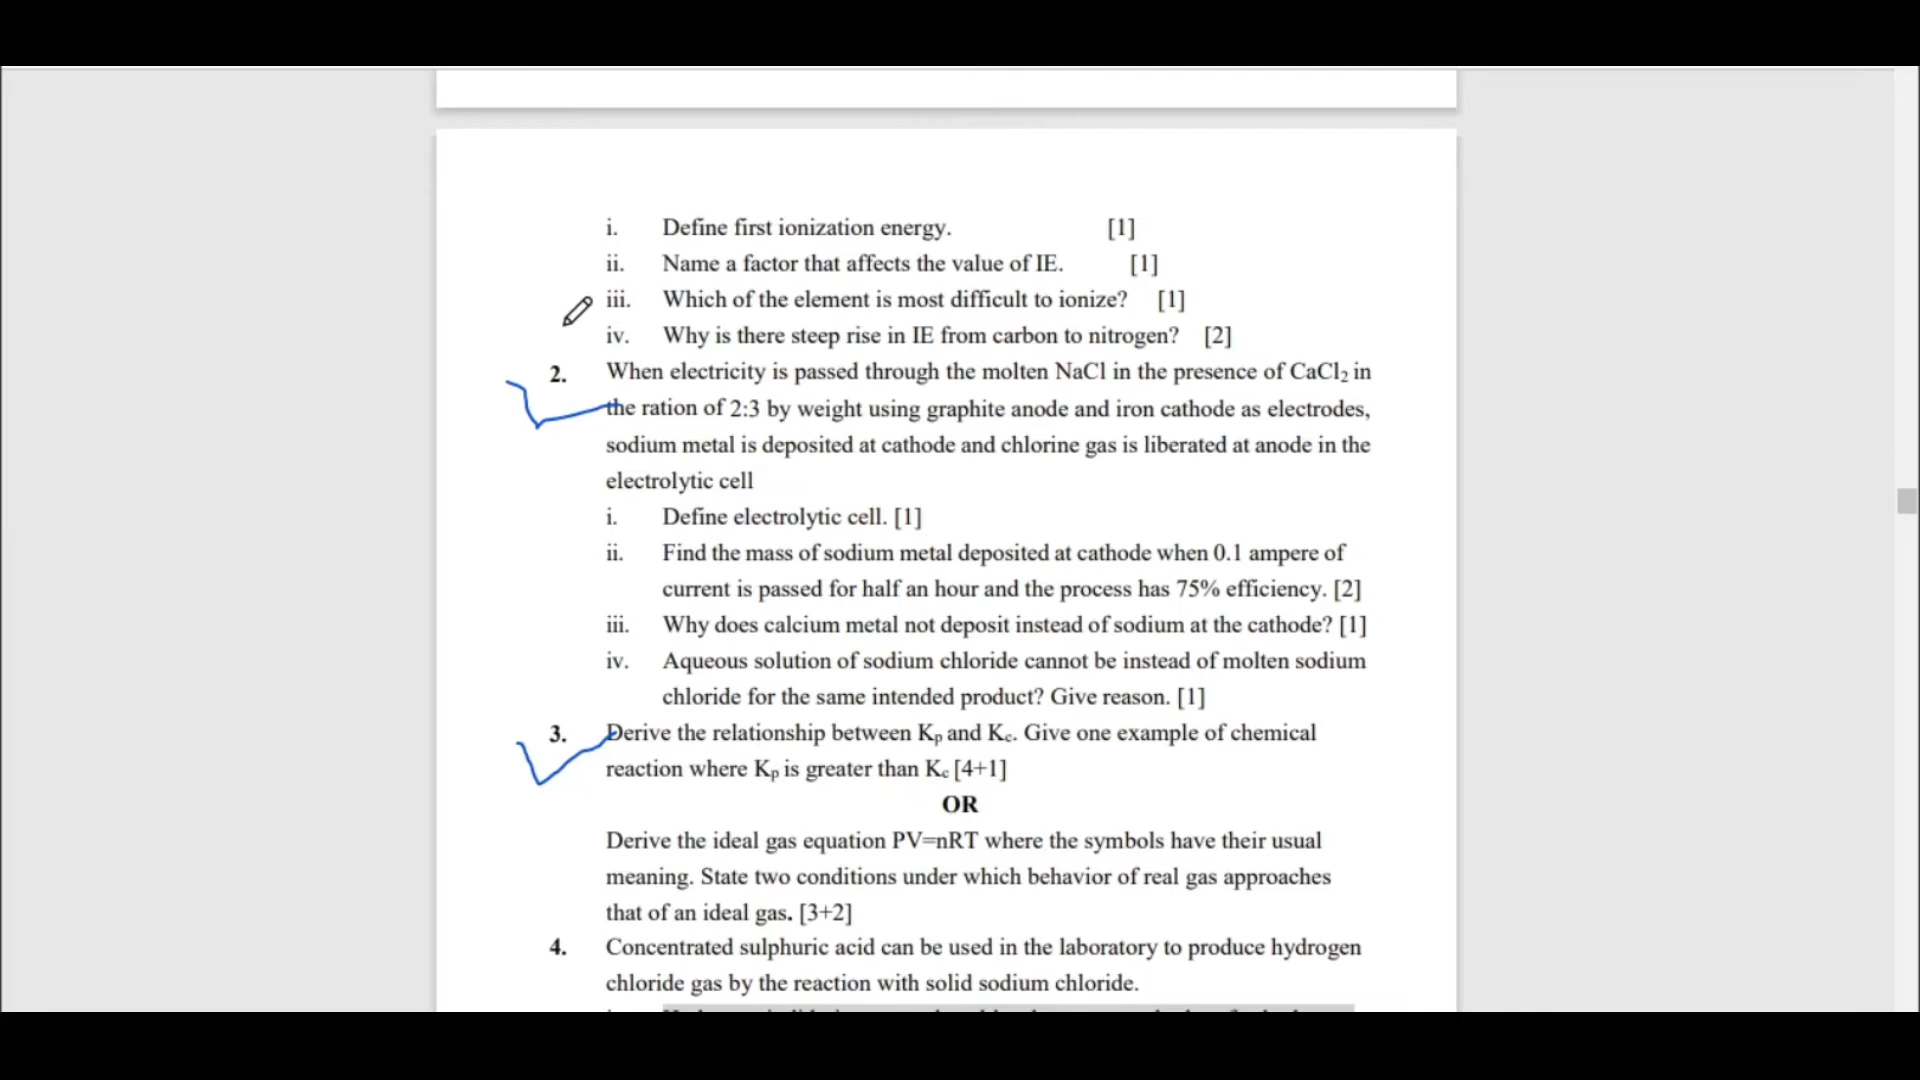 i. Define first ionization energy. [1]
ii. Name a factor that affects the value of IE. [1]
iii. Which of the element is most difficult to ionize? [1]
iv. Why is there steep rise in IE from carbon to nitrogen? [2]
2. When electricity is passed through the molten NaCl in the presence of CaCl₂ in
the ration of 2:3 by weight using graphite anode and iron cathode as electrodes,
sodium metal is deposited at cathode and chlorine gas is liberated at anode in the
electrolytic cell
i. Define electrolytic cell. [1]
ii. Find the mass of sodium metal deposited at cathode when 0.1 ampere of
current is passed for half an hour and the process has 75% efficiency. [2]
iii. Why does calcium metal not deposit instead of sodium at the cathode? [1]
iv. Aqueous solution of sodium chloride cannot be instead of molten sodium
chloride for the same intended product? Give reason. [1]
3. Derive the relationship between Kp and Kc. Give one example of chemical
reaction where Kp is greater than Kc [4+1]
OR
Derive the ideal gas equation PV=nRT where the symbols have their usual
meaning. State two conditions under which behavior of real gas approaches
that of an ideal gas. [3+2]
4. Concentrated sulphuric acid can be used in the laboratory to produce hydrogen
chloride gas by the reaction with solid sodium chloride.